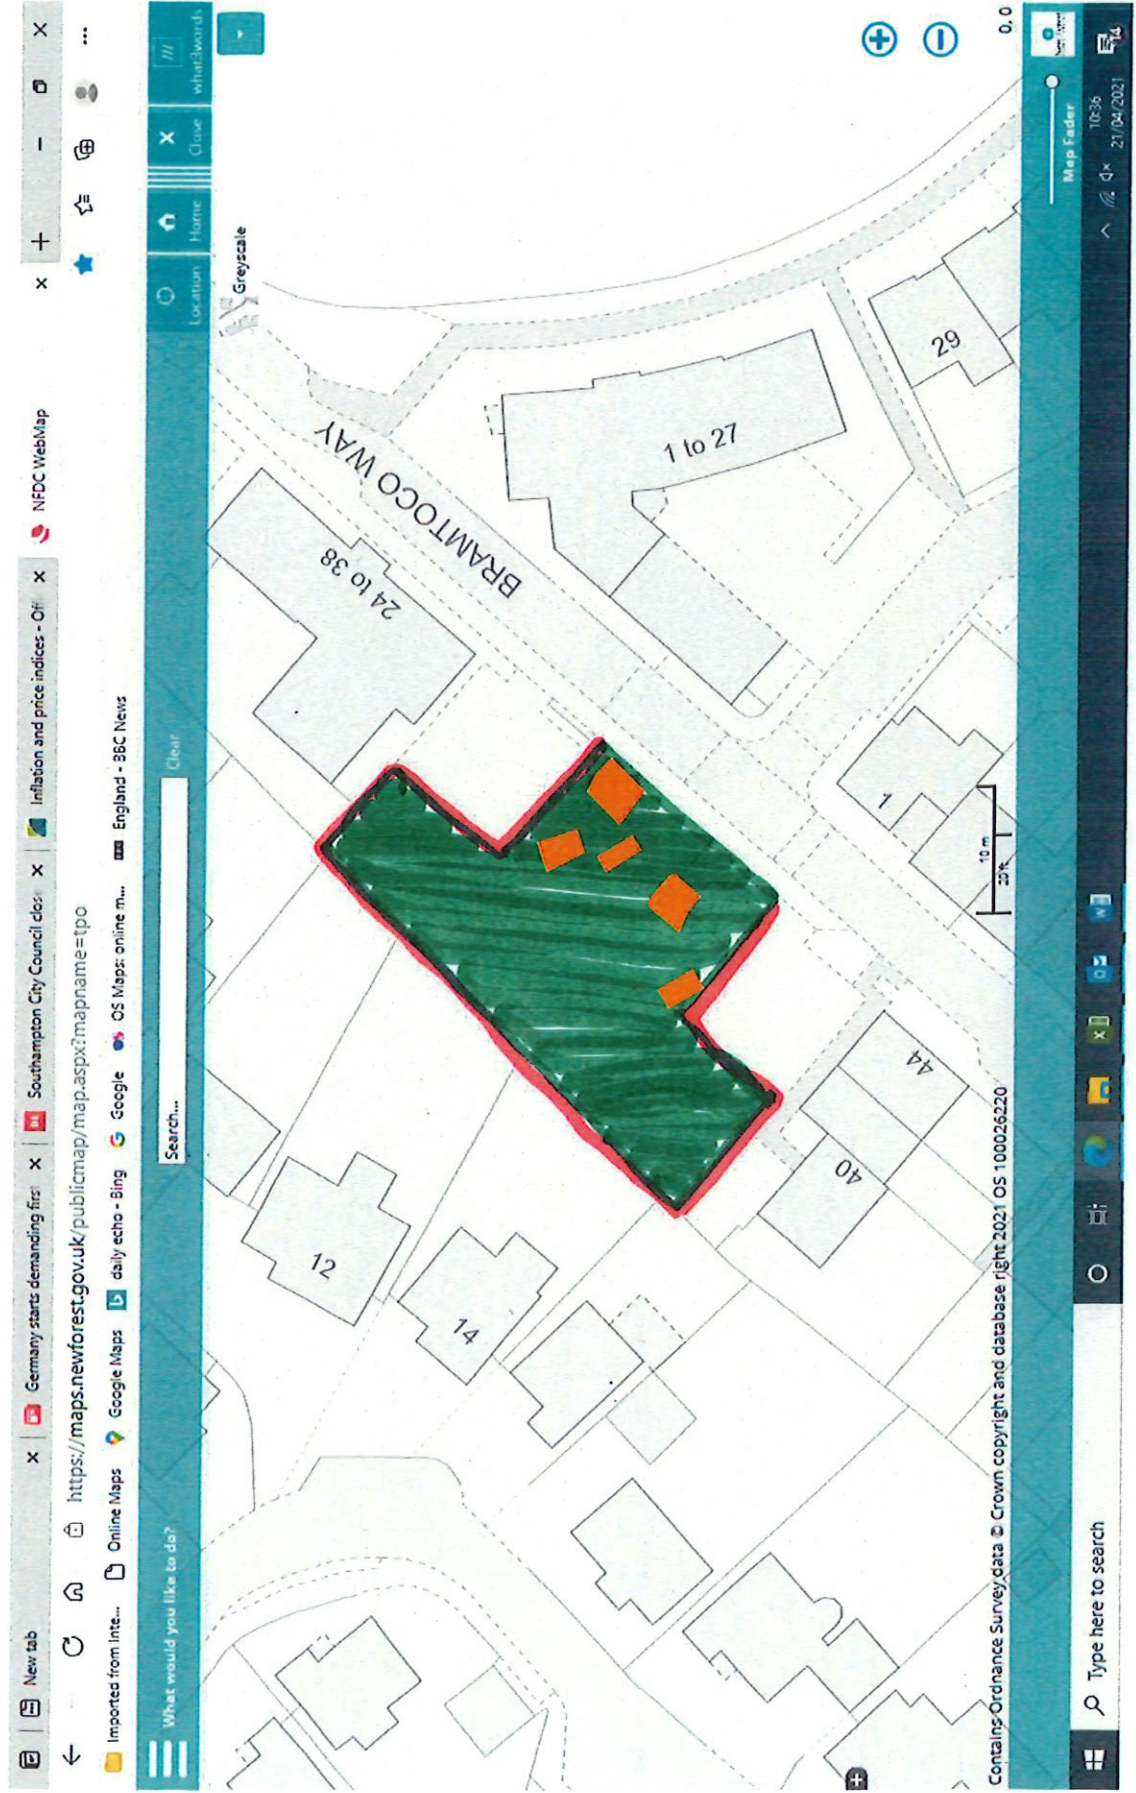 New tab
Germany starts demanding first
Southampton City Council clos...
Inflation and price indices - Off
NFDC WebMap
https://maps.newforest.gov.uk/publicmap/map.aspx?mapname=tpo
Imported from Inte...
Online Maps
Google Maps
daily echo - Bing
Google
OS Maps: online m...
England - BBC News
What would you like to do?
Search...
Clear
Location
Home
Close
what3words
Greyscale
BRAMTOCO WAY
24 to 38
1 to 27
29
12
14
40
44
1
10 m
20 ft
0, 0
Contains Ordnance Survey data © Crown copyright and database right 2021 OS 100026220
Map Fader
Type here to search
10:36
21/04/2021
14